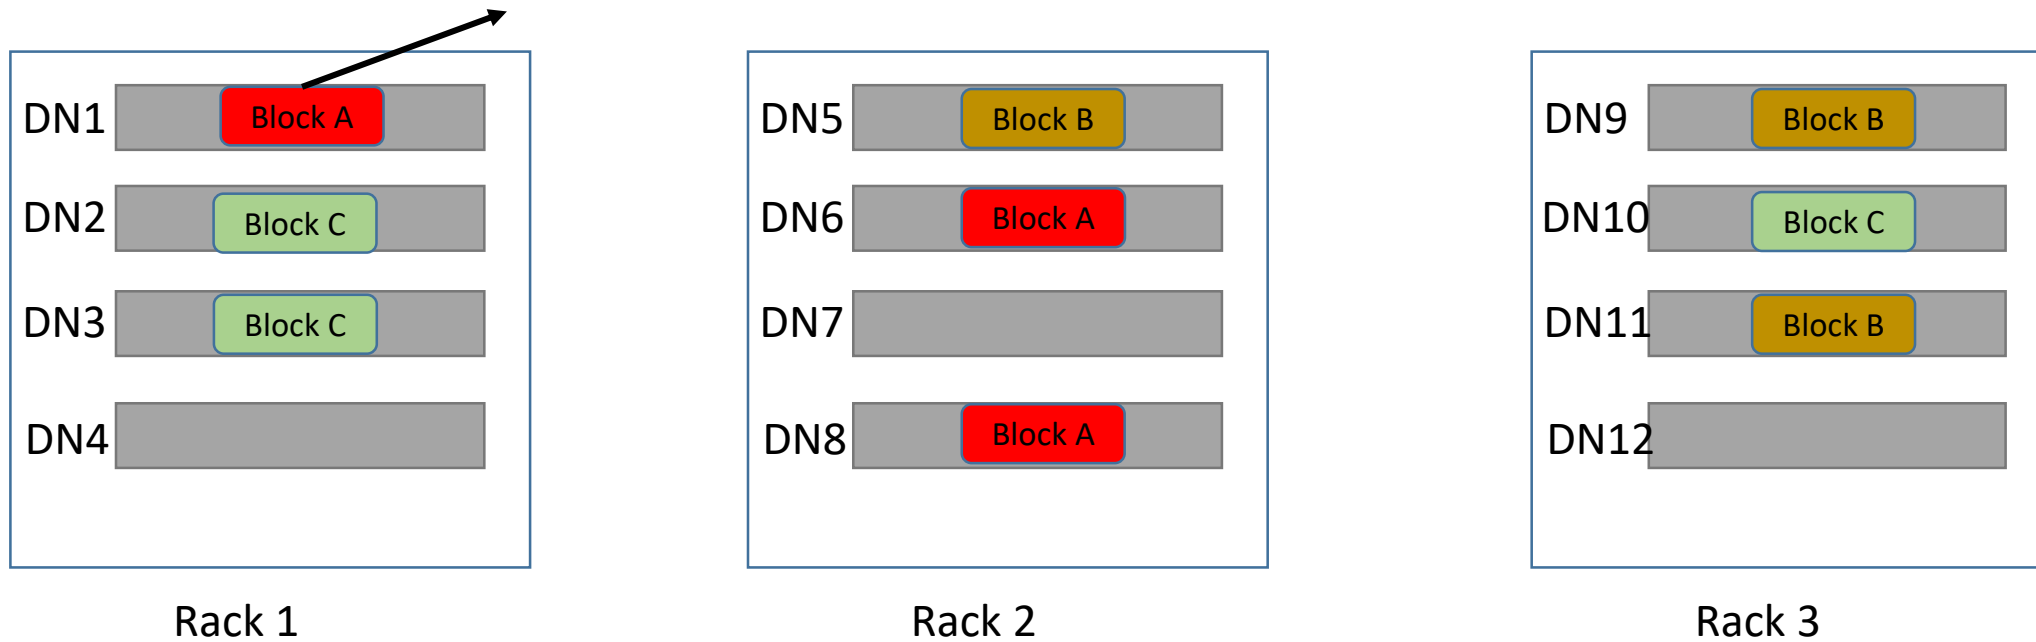 DN1
Block A
DN2
Block C
DN3
Block C
DN4
Rack 1
DN5
Block B
DN6
Block A
DN7
DN8
Block A
Rack 2
DN9
Block B
DN10
Block C
DN11
Block B
DN12
Rack 3